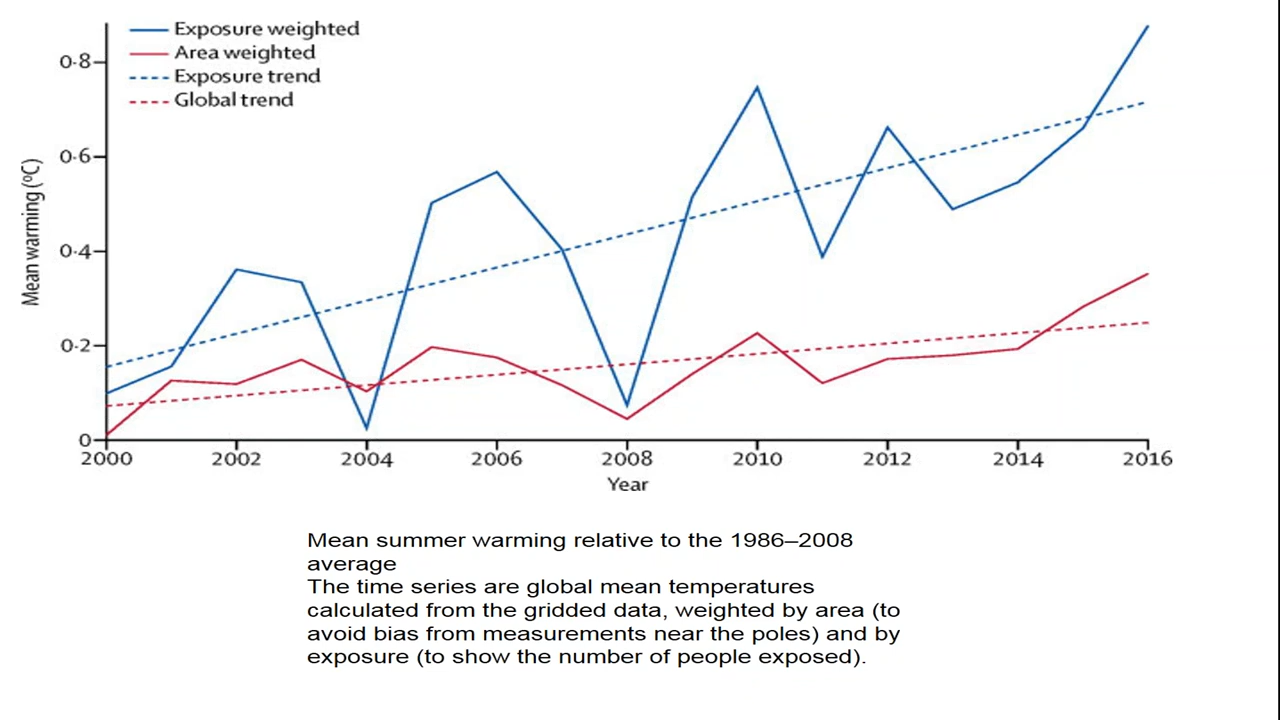 Exposure weighted
Area weighted
Exposure trend
Global trend
0·8
0·6
0·4
0·2
0
Mean warming (ºC)
2000 2002 2004 2006 2008 2010 2012 2014 2016
Year
Mean summer warming relative to the 1986–2008
average
The time series are global mean temperatures
calculated from the gridded data, weighted by area (to
avoid bias from measurements near the poles) and by
exposure (to show the number of people exposed).